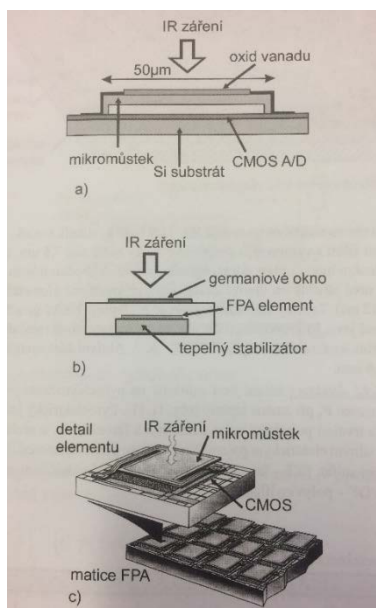 IR záření
oxid vanadu
50μm
mikromůstek
Si substrát
CMOS A/D
a)
IR záření
germaniové okno
FPA element
tepelný stabilizátor
b)
detail
elementu
IR záření
mikromůstek
CMOS
matice FPA
c)